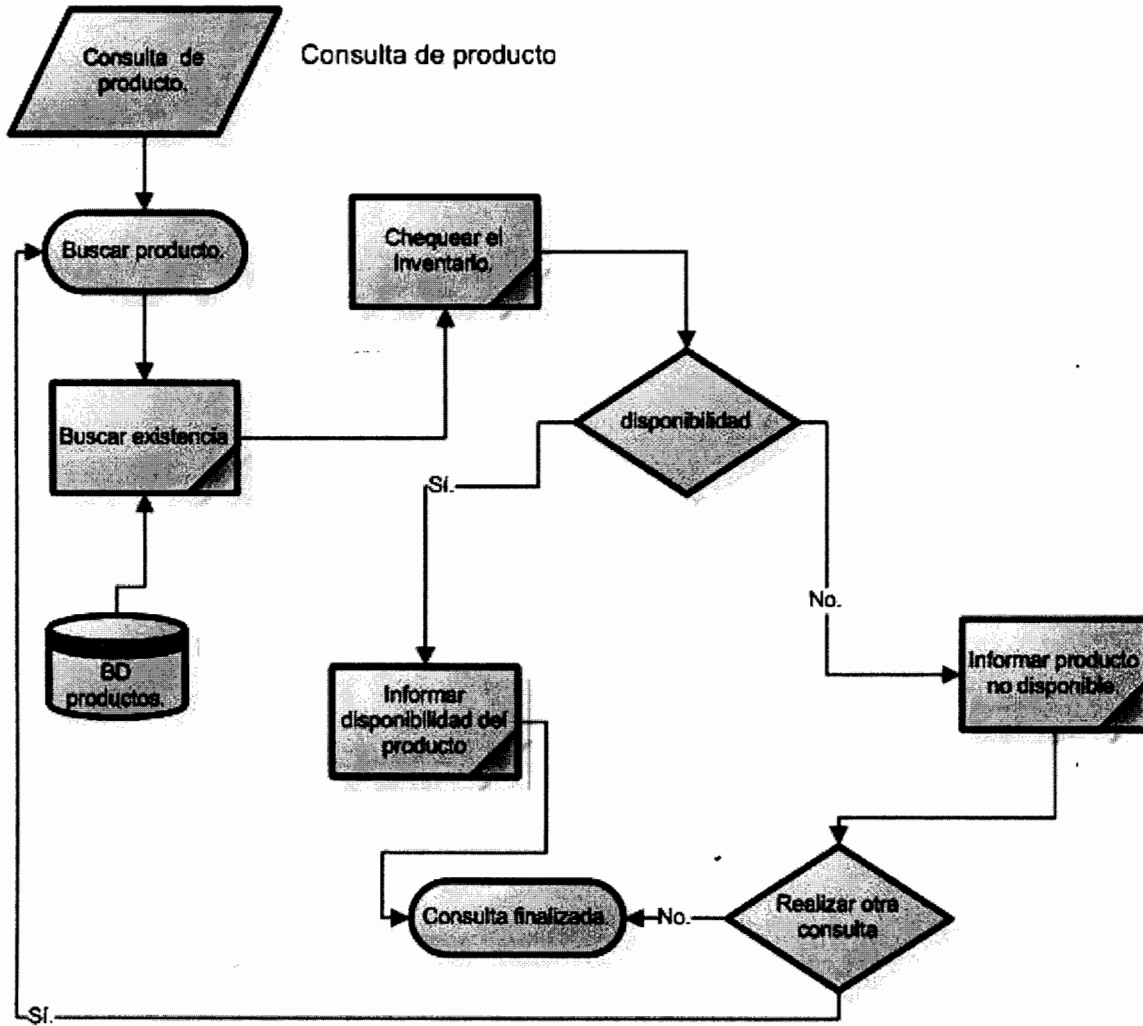 Consulta de
producto.
Consulta de producto
Buscar producto.
Chequear el
Inventario.
Buscar existencia
disponibilidad
Sí.
No.
BD
productos.
Informar
disponibilidad del
producto
Informar producto
no disponible.
Consulta finalizada.
No.
Realizar otra
consulta
Sí.